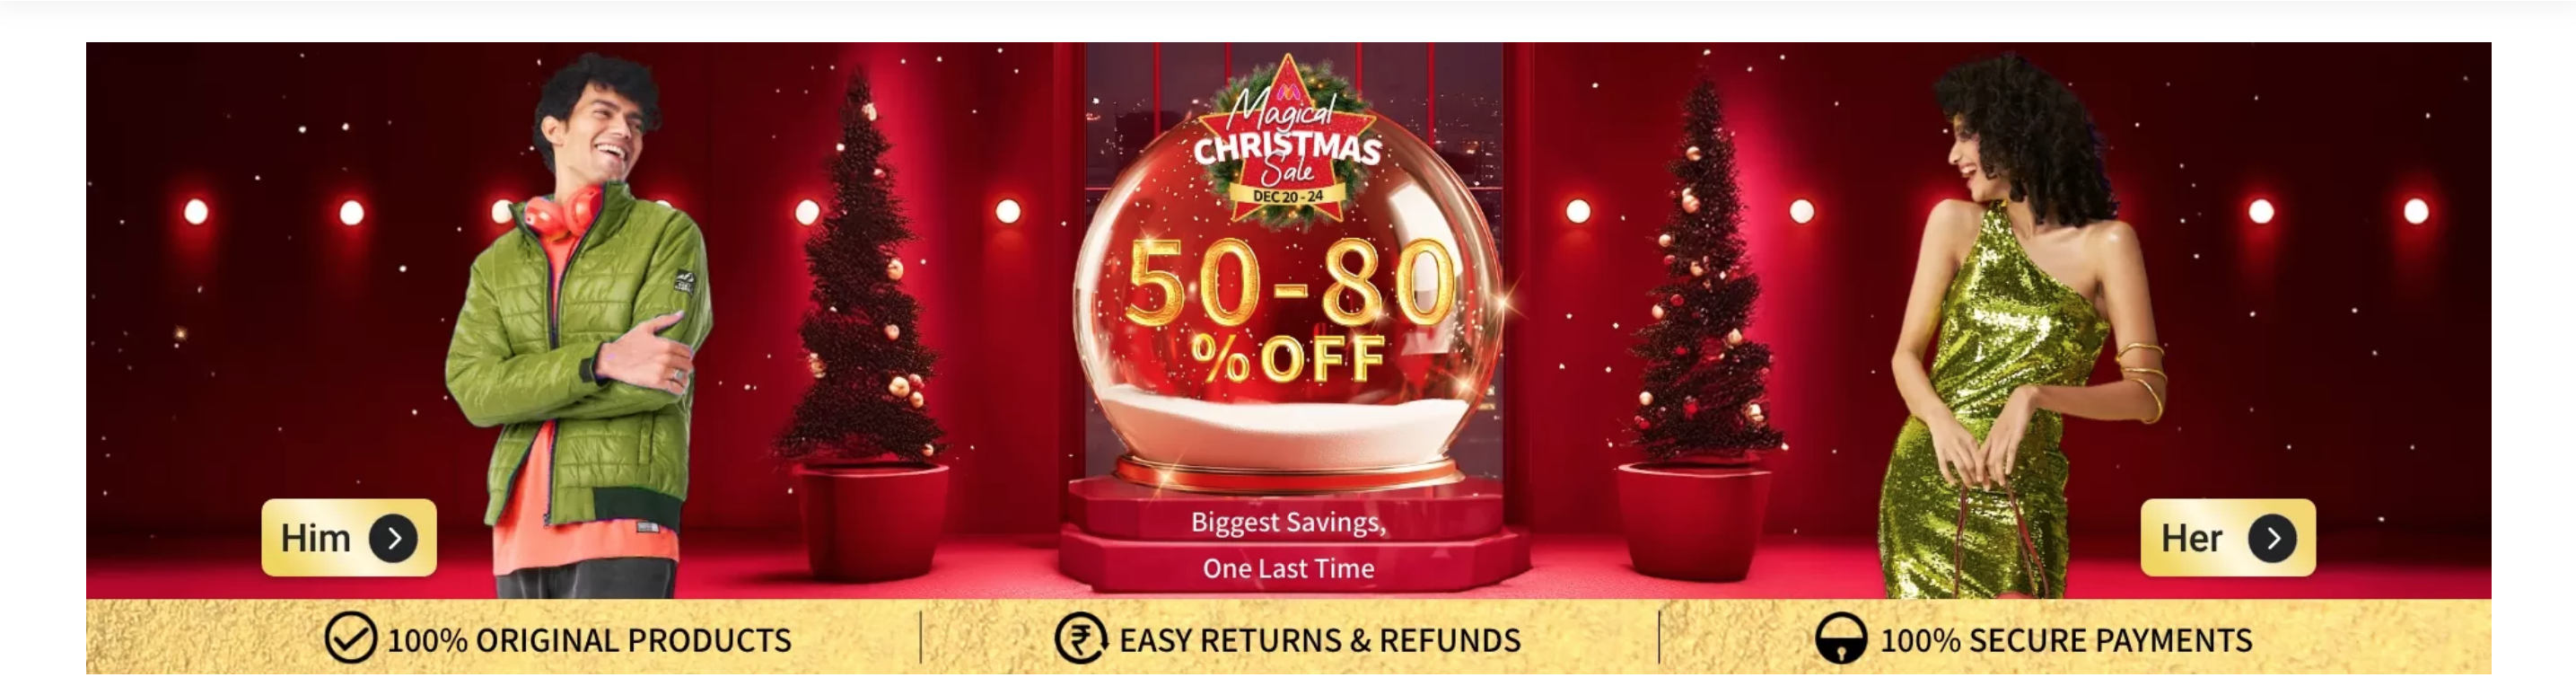 Magical
CHRISTMAS
Sale
DEC 20 - 24
50-80
%OFF
Biggest Savings,
One Last Time
Him
Her
100% ORIGINAL PRODUCTS
EASY RETURNS & REFUNDS
100% SECURE PAYMENTS